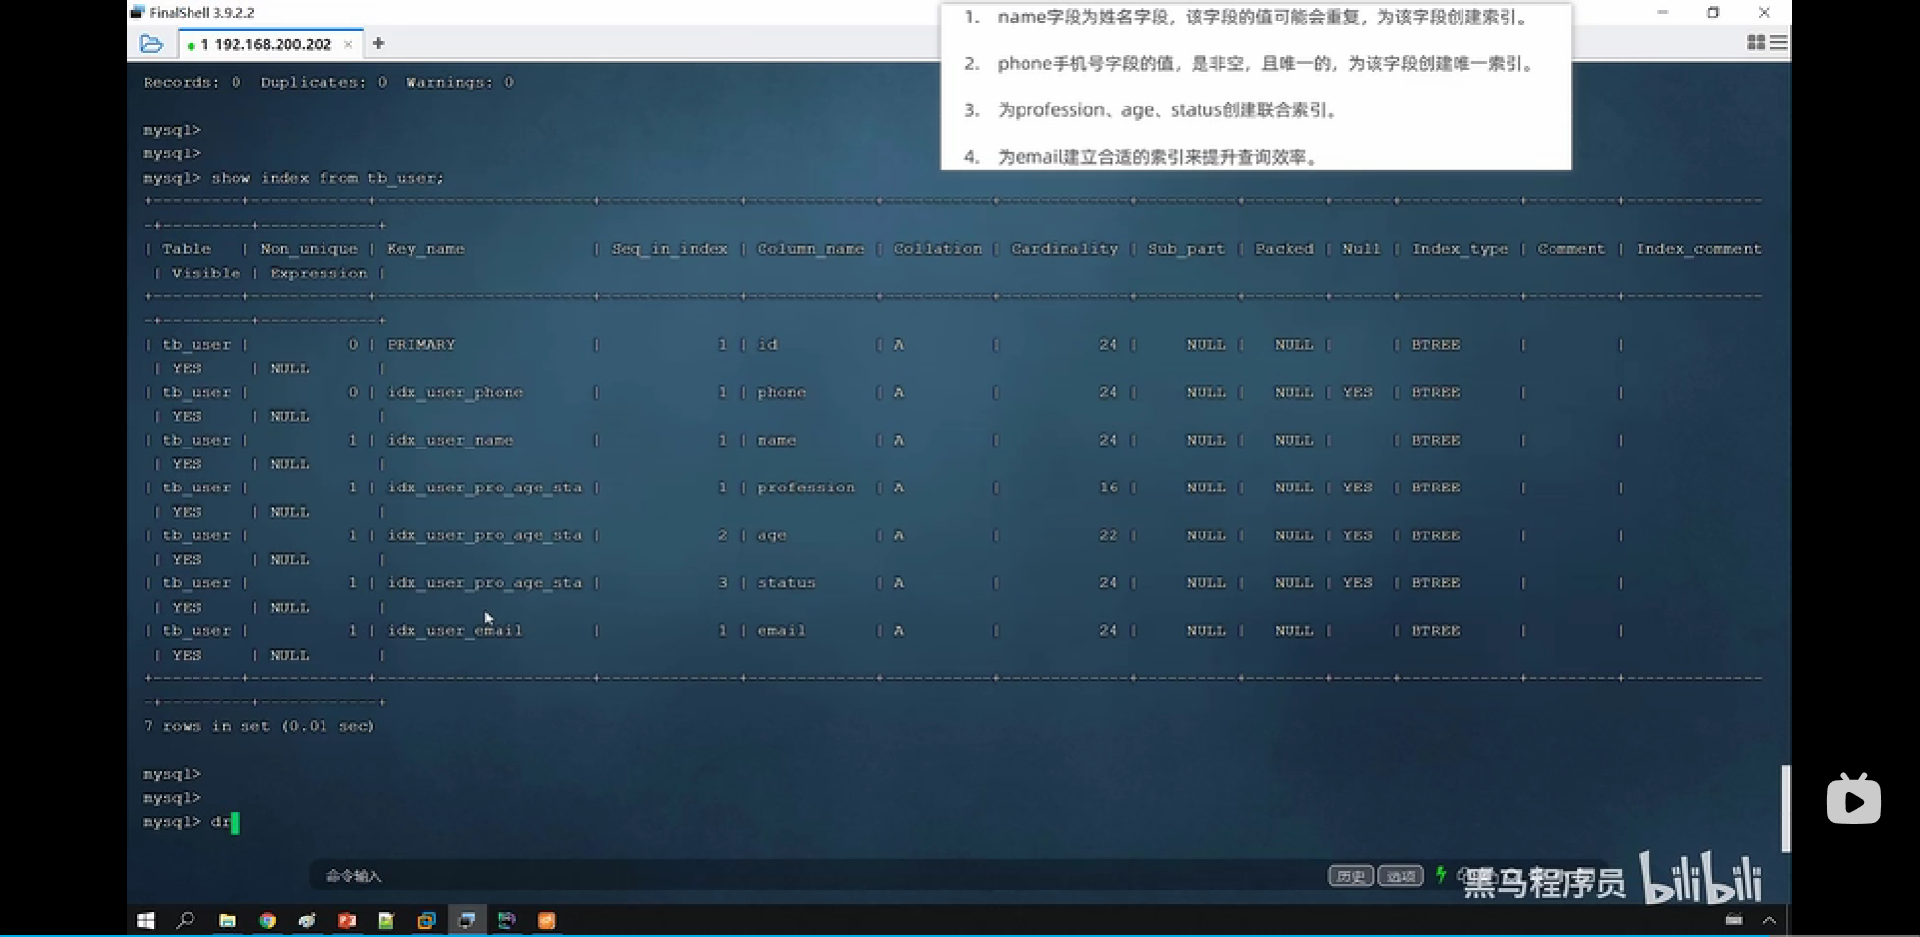 FinalShell 3.9.2.2
1 192.168.200.202 × +
1. name字段为姓名字段，该字段的值可能会重复，为该字段创建索引。
2. phone手机号字段的值，是非空，且唯一的，为该字段创建唯一索引。
3. 为profession、age、status创建联合索引。
4. 为email建立合适的索引来提升查询效率。
Records: 0  Duplicates: 0  Warnings: 0
mysql>
mysql>
mysql> show index from tb_user;
| Table | Non_unique | Key_name | Seq_in_index | Column_name | Collation | Cardinality | Sub_part | Packed | Null | Index_type | Comment | Index_comment
| Visible | Expression |
| tb_user | 0 | PRIMARY | 1 | id | A | 24 | NULL | NULL | | BTREE | |
| YES | NULL |
| tb_user | 0 | idx_user_phone | 1 | phone | A | 24 | NULL | NULL | YES | BTREE | |
| YES | NULL |
| tb_user | 1 | idx_user_name | 1 | name | A | 24 | NULL | NULL | | BTREE | |
| YES | NULL |
| tb_user | 1 | idx_user_pro_age_sta | 1 | profession | A | 16 | NULL | NULL | YES | BTREE | |
| YES | NULL |
| tb_user | 1 | idx_user_pro_age_sta | 2 | age | A | 22 | NULL | NULL | YES | BTREE | |
| YES | NULL |
| tb_user | 1 | idx_user_pro_age_sta | 3 | status | A | 24 | NULL | NULL | YES | BTREE | |
| YES | NULL |
| tb_user | 1 | idx_user_email | 1 | email | A | 24 | NULL | NULL | | BTREE | |
| YES | NULL |
7 rows in set (0.01 sec)
mysql>
mysql>
mysql> dr
命令输入
历史 选项
黑马程序员 bilibili